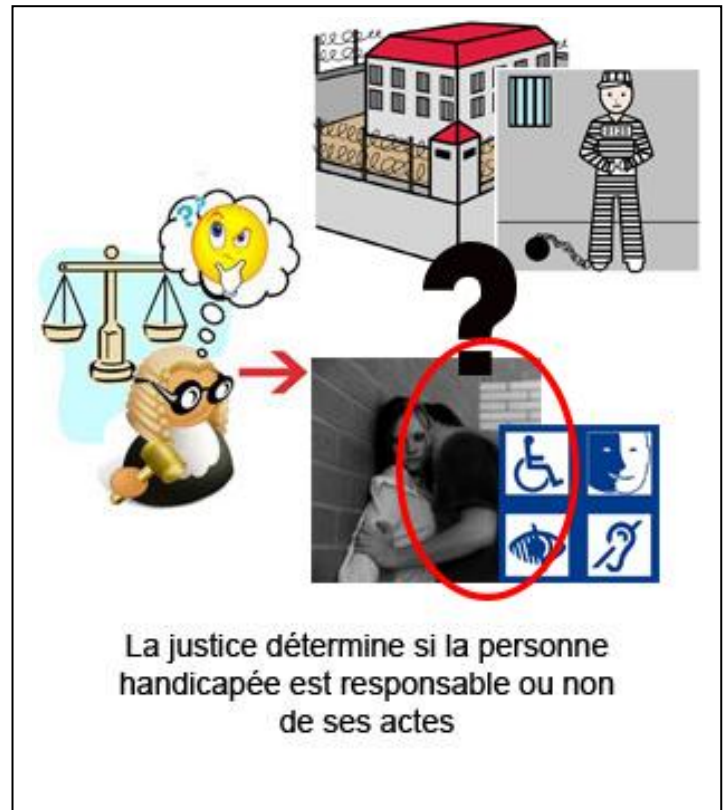 ?
La justice détermine si la personne
handicapée est responsable ou non
de ses actes